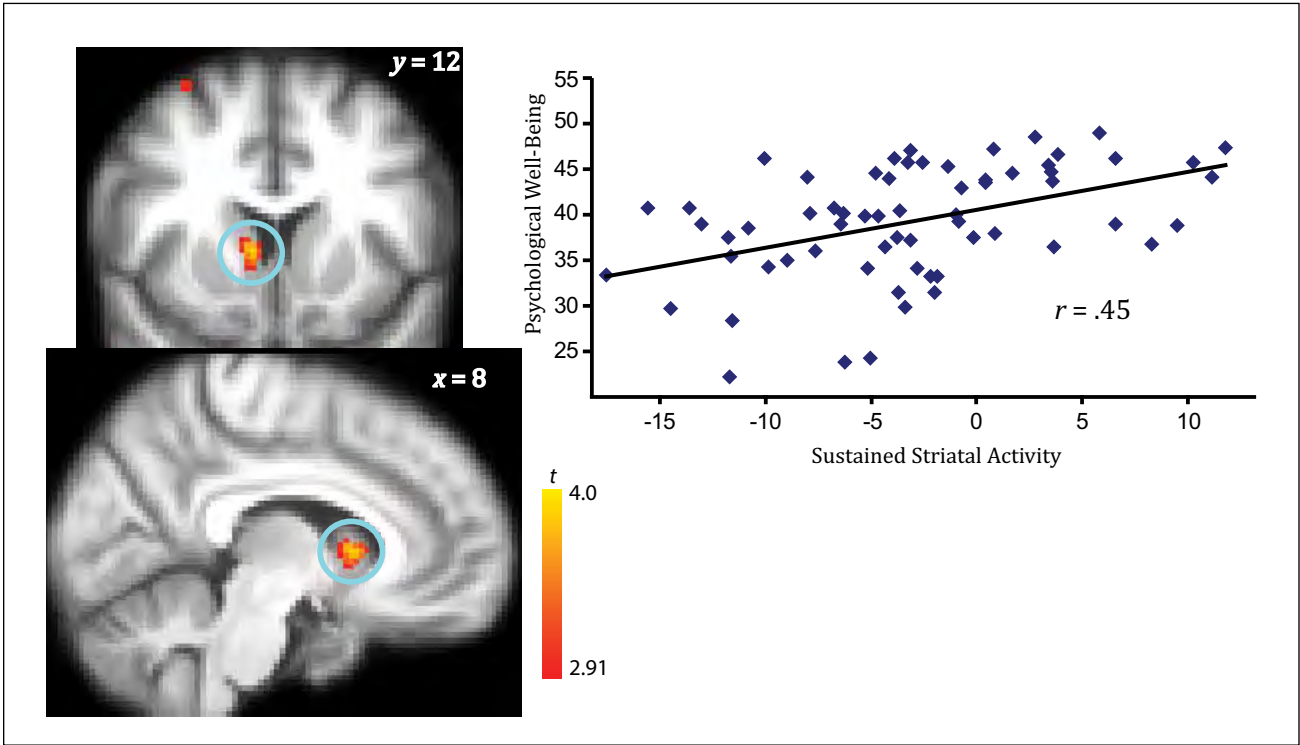 y = 12
x = 8
t
4.0
2.91
Psychological Well-Being
55
50
45
40
35
30
25
r = .45
-15 -10 -5 0 5 10
Sustained Striatal Activity